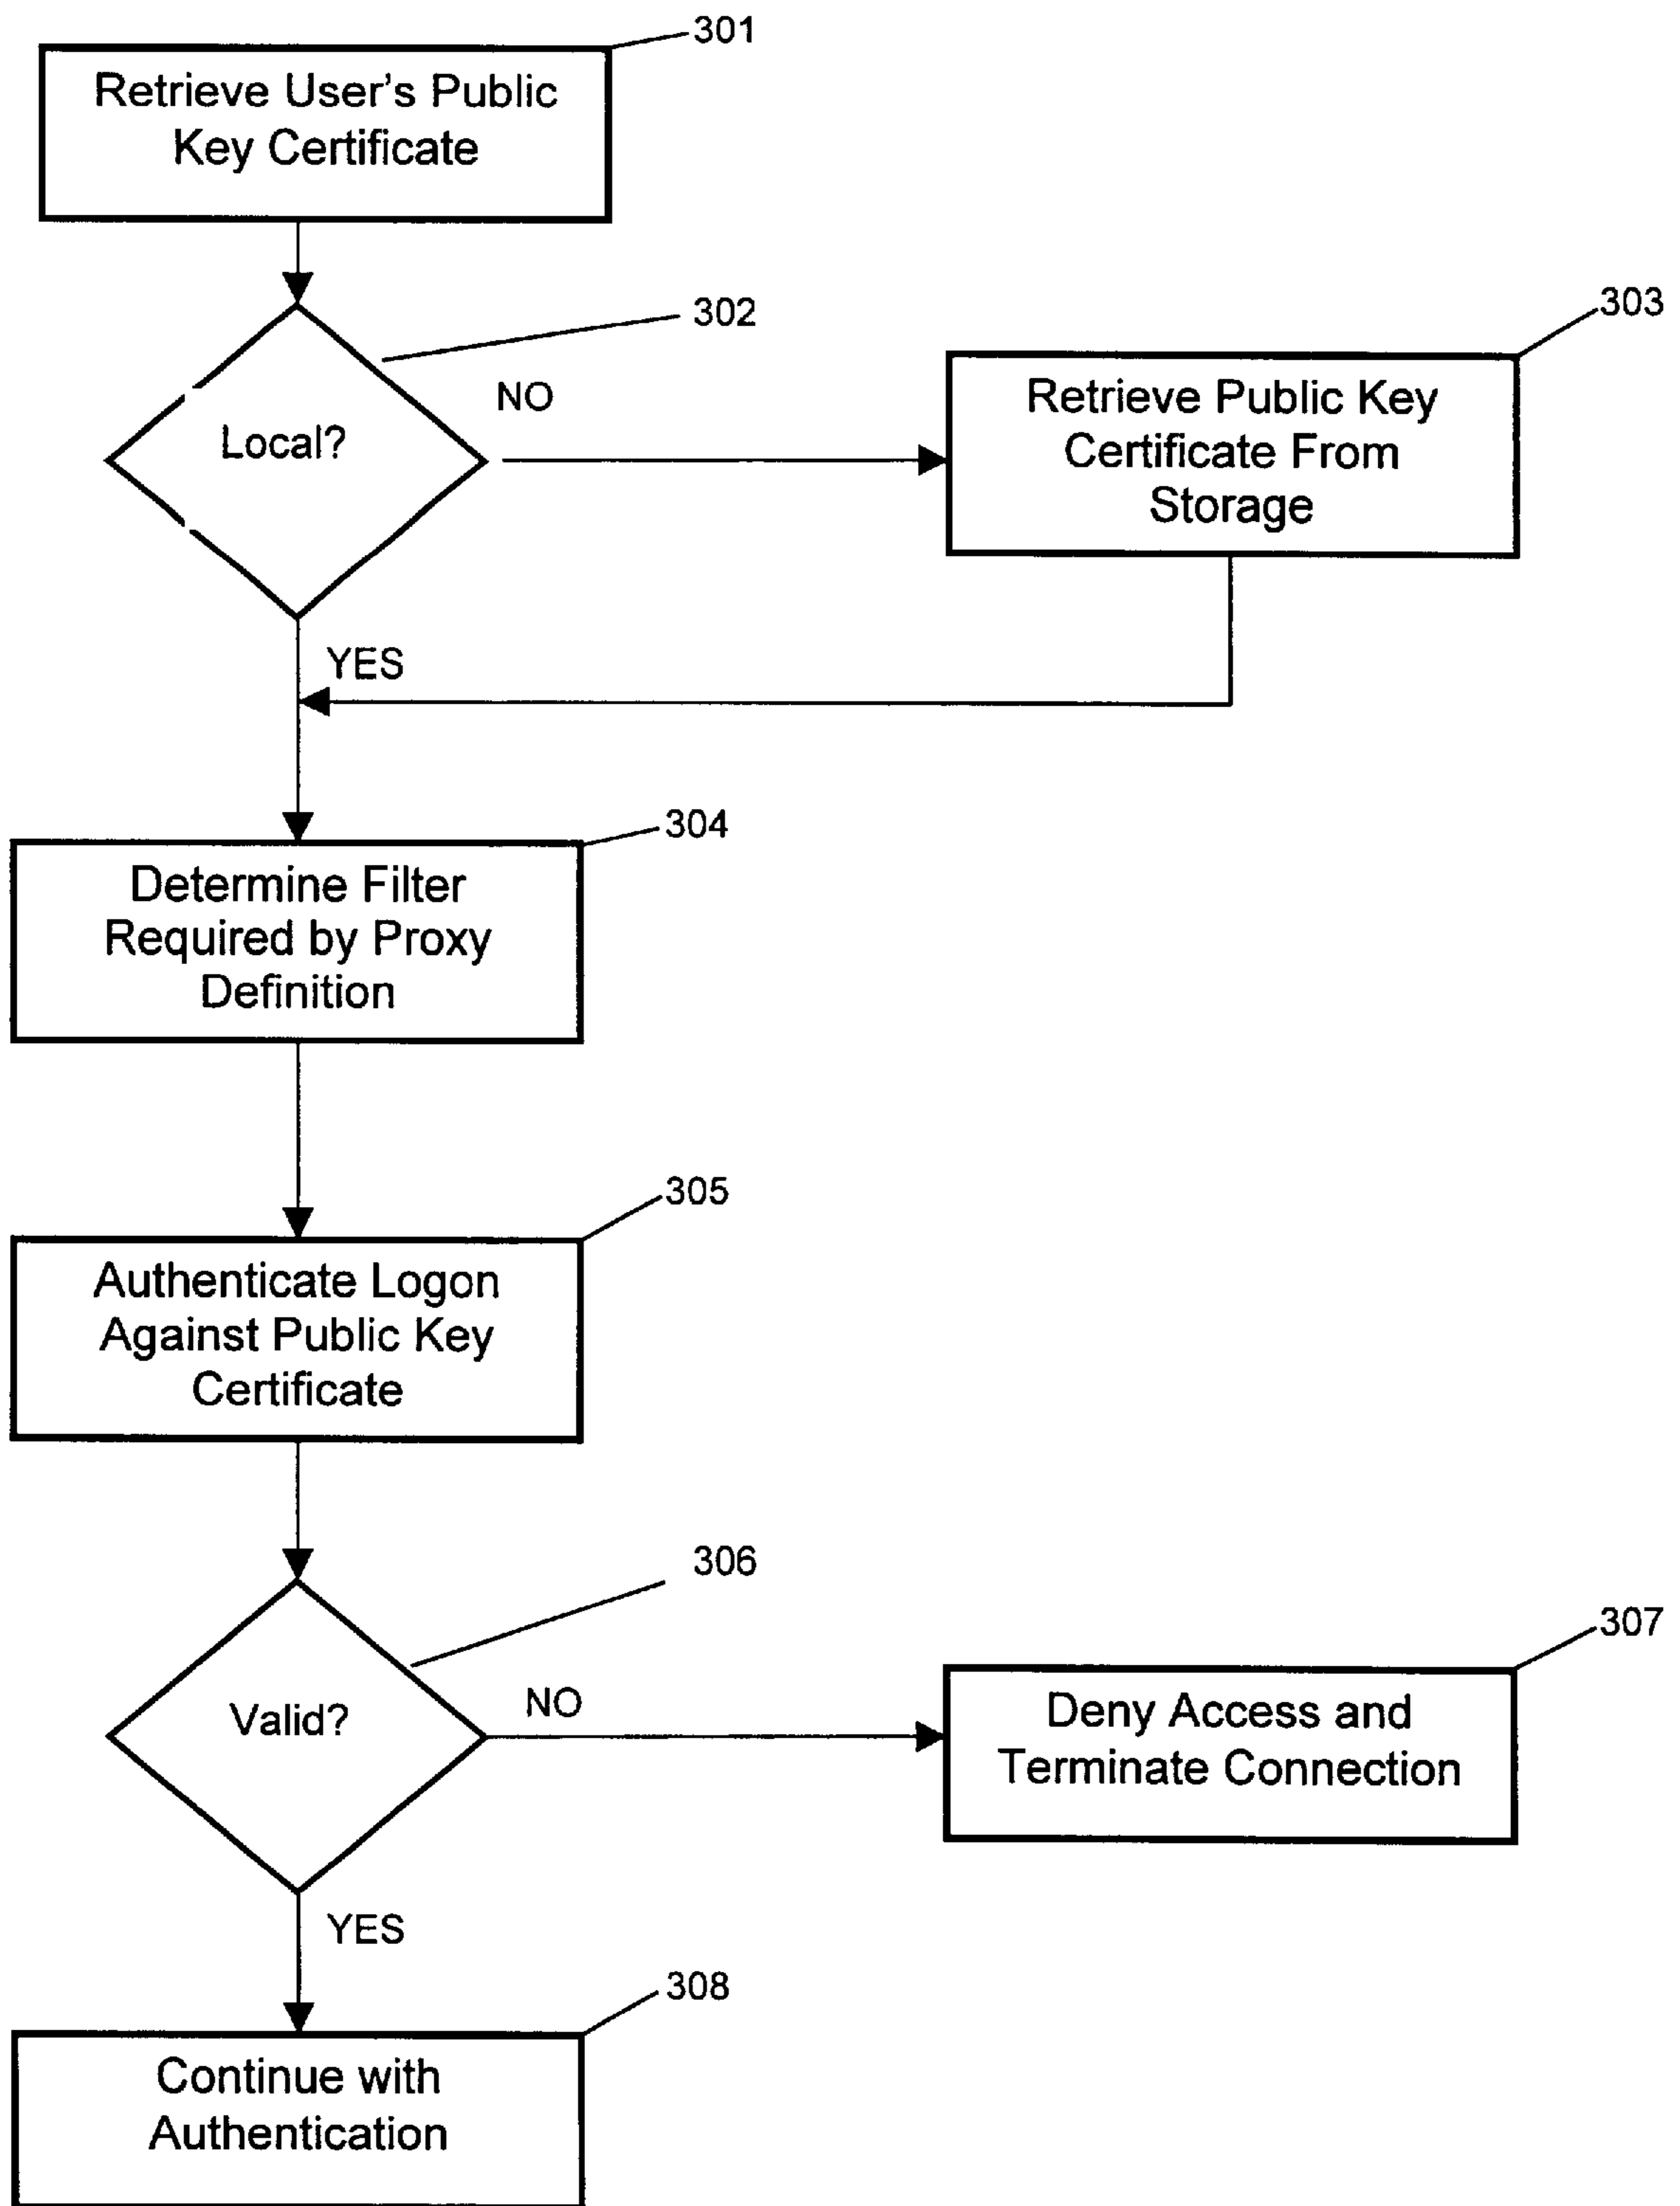 301
Retrieve User's Public
Key Certificate
302
303
NO
Retrieve Public Key
Certificate From
Storage
Local?
YES
304
Determine Filter
Required by Proxy
Definition
305
Authenticate Logon
Against Public Key
Certificate
306
307
NO
Valid?
Deny Access and
Terminate Connection
YES
308
Continue with
Authentication